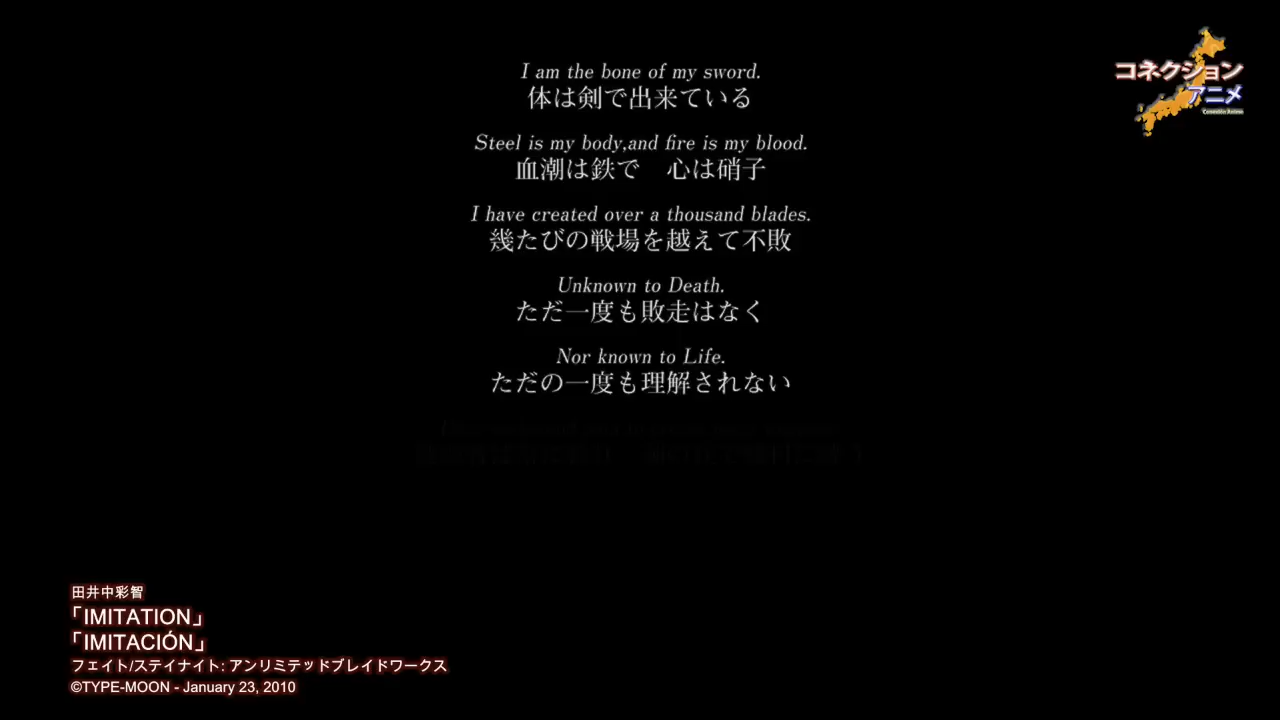 I am the bone of my sword.
体は剣で出来ている
Steel is my body,and fire is my blood.
血潮は鉄で　心は硝子
I have created over a thousand blades.
幾たびの戦場を越えて不敗
Unknown to Death.
ただ一度も敗走はなく
Nor known to Life.
ただの一度も理解されない
コネクション
アニメ
Conexión Anime
田井中彩智
「IMITATION」
「IMITACIÓN」
フェイト/ステイナイト: アンリミテッドブレイドワークス
©TYPE-MOON - January 23, 2010